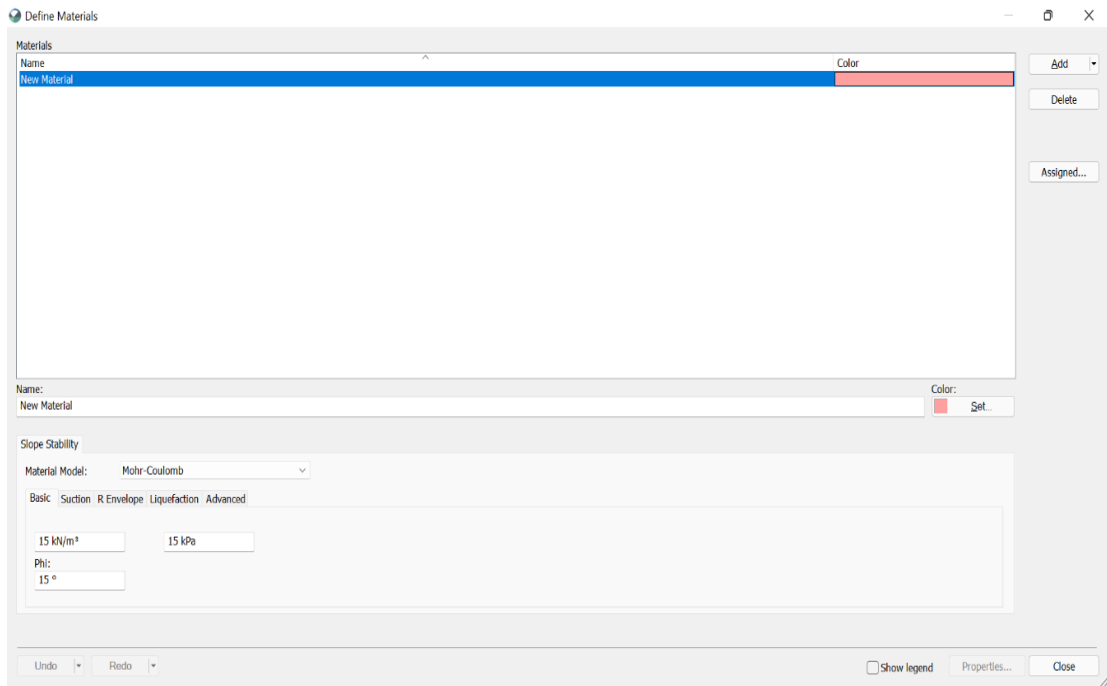 Define Materials
Materials
Name Color
New Material
Add
Delete
Assigned...
Name: Color:
New Material Set...
Slope Stability
Material Model: Mohr-Coulomb
Basic Suction R Envelope Liquefaction Advanced
15 kN/m³ 15 kPa
Phi:
15 °
Undo Redo Show legend Properties... Close